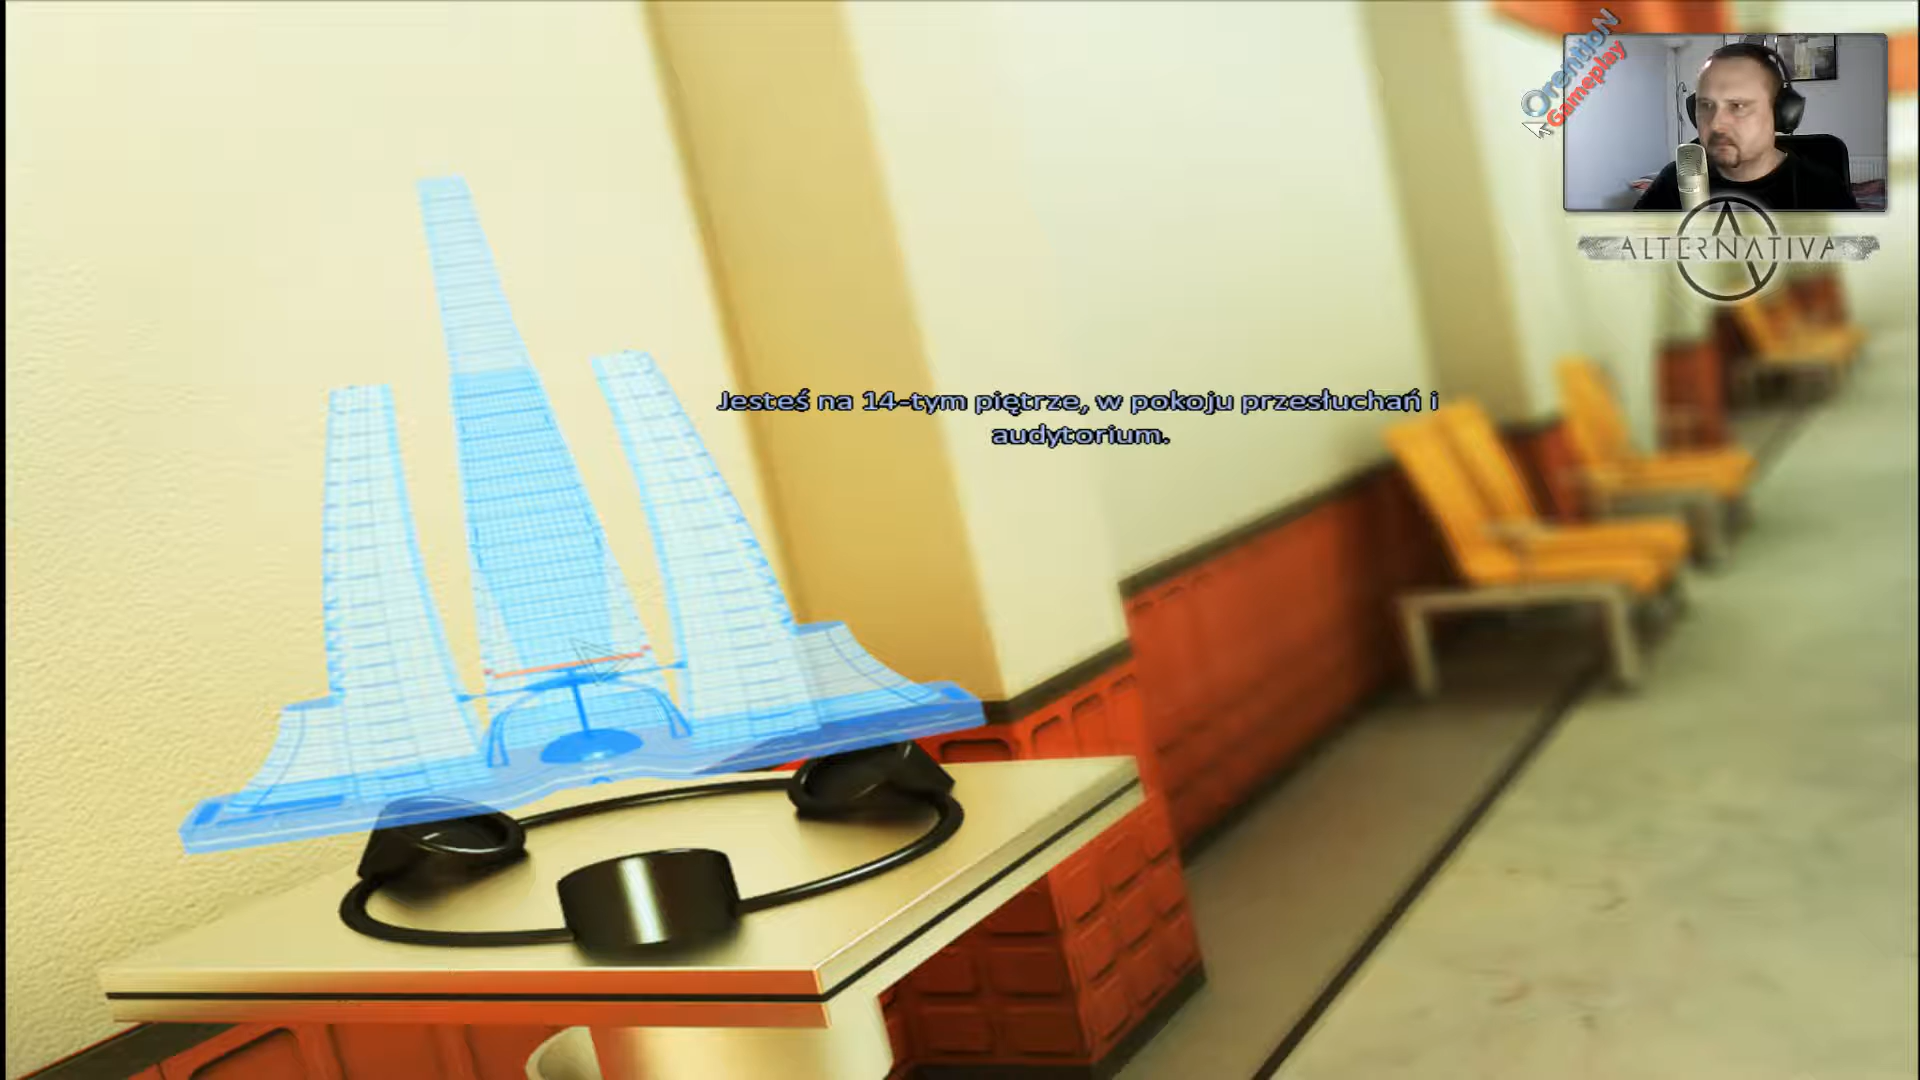 OrentioN
Gameplay
ALTERNATIVA
Jesteś na 14-tym piętrze, w pokoju przesłuchań i
audytorium.